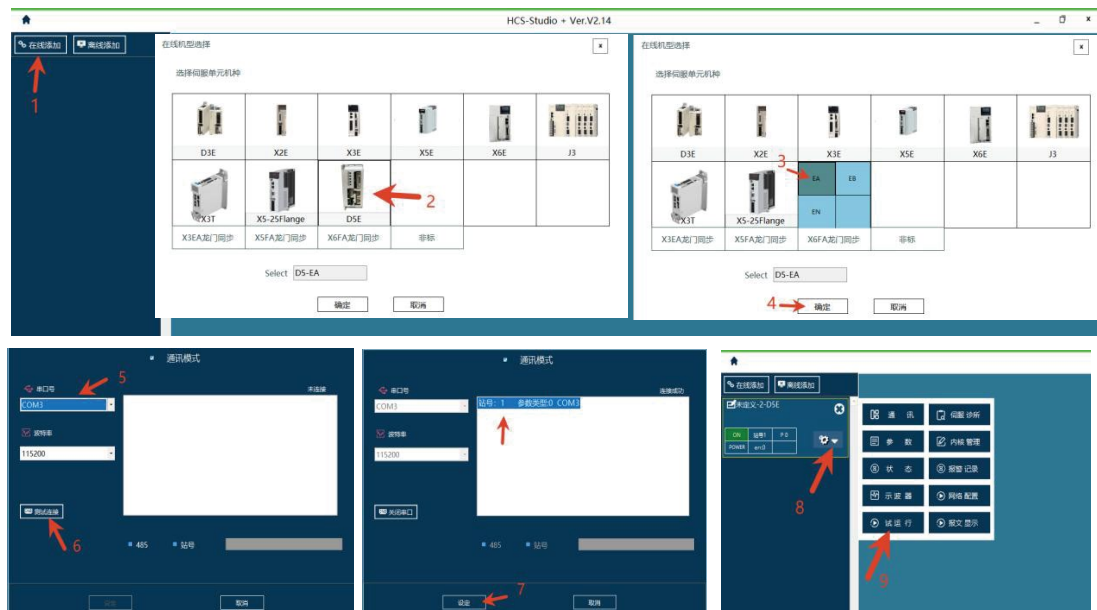 HCS-Studio + Ver.V2.14
在线添加 离线添加
1
在线机型选择
选择伺服单元机种
D3E X2E X3E X5E X6E J3
X3T X5-25Flange D5E
2
X3EA龙门同步 X5FA龙门同步 X6FA龙门同步 非标
Select D5-EA
确定 取消
在线机型选择
选择伺服单元机种
D3E X2E X3E X5E X6E J3
3
EA EB
EN
X3T X5-25Flange
X3EA龙门同步 X5FA龙门同步 X6FA龙门同步 非标
Select D5-EA
4 确定 取消
通讯模式
串口号 5 未连接
COM3
波特率
115200
测试连接
6
485 站号
取消
通讯模式
串口号 连接成功
COM3 站号：1 参数类型:0 COM3
波特率
115200
关闭串口
485 站号
7
设定 取消
在线添加 离线添加
未定义-2-D5E
ON 站号1 P 0
POWER err:0
8
通 讯 伺服诊断
参 数 内核管理
状 态 报警记录
示波器 网络配置
试运行 报文显示
9